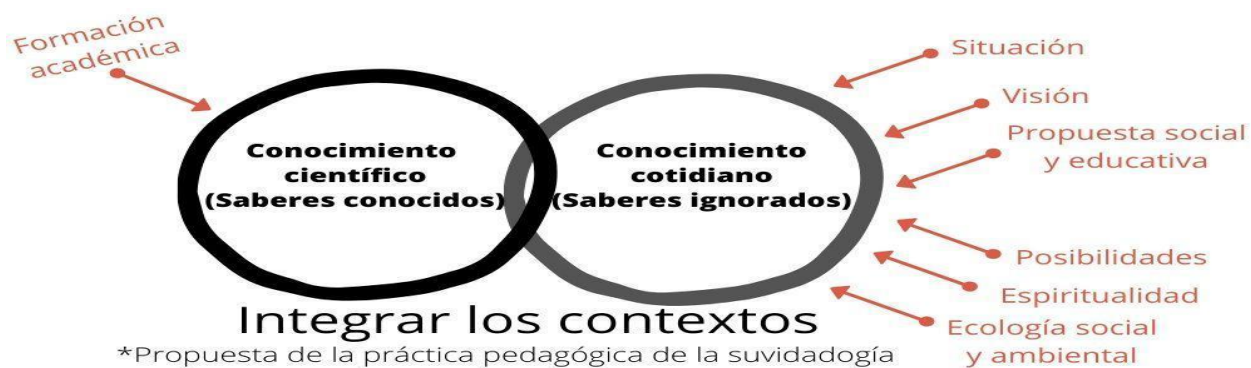 Formación
académica
Conocimiento
científico
(Saberes conocidos)
Conocimiento
cotidiano
(Saberes ignorados)
Situación
Visión
Propuesta social
y educativa
Posibilidades
Espiritualidad
Ecología social
y ambiental
Integrar los contextos
*Propuesta de la práctica pedagógica de la suvidadogía